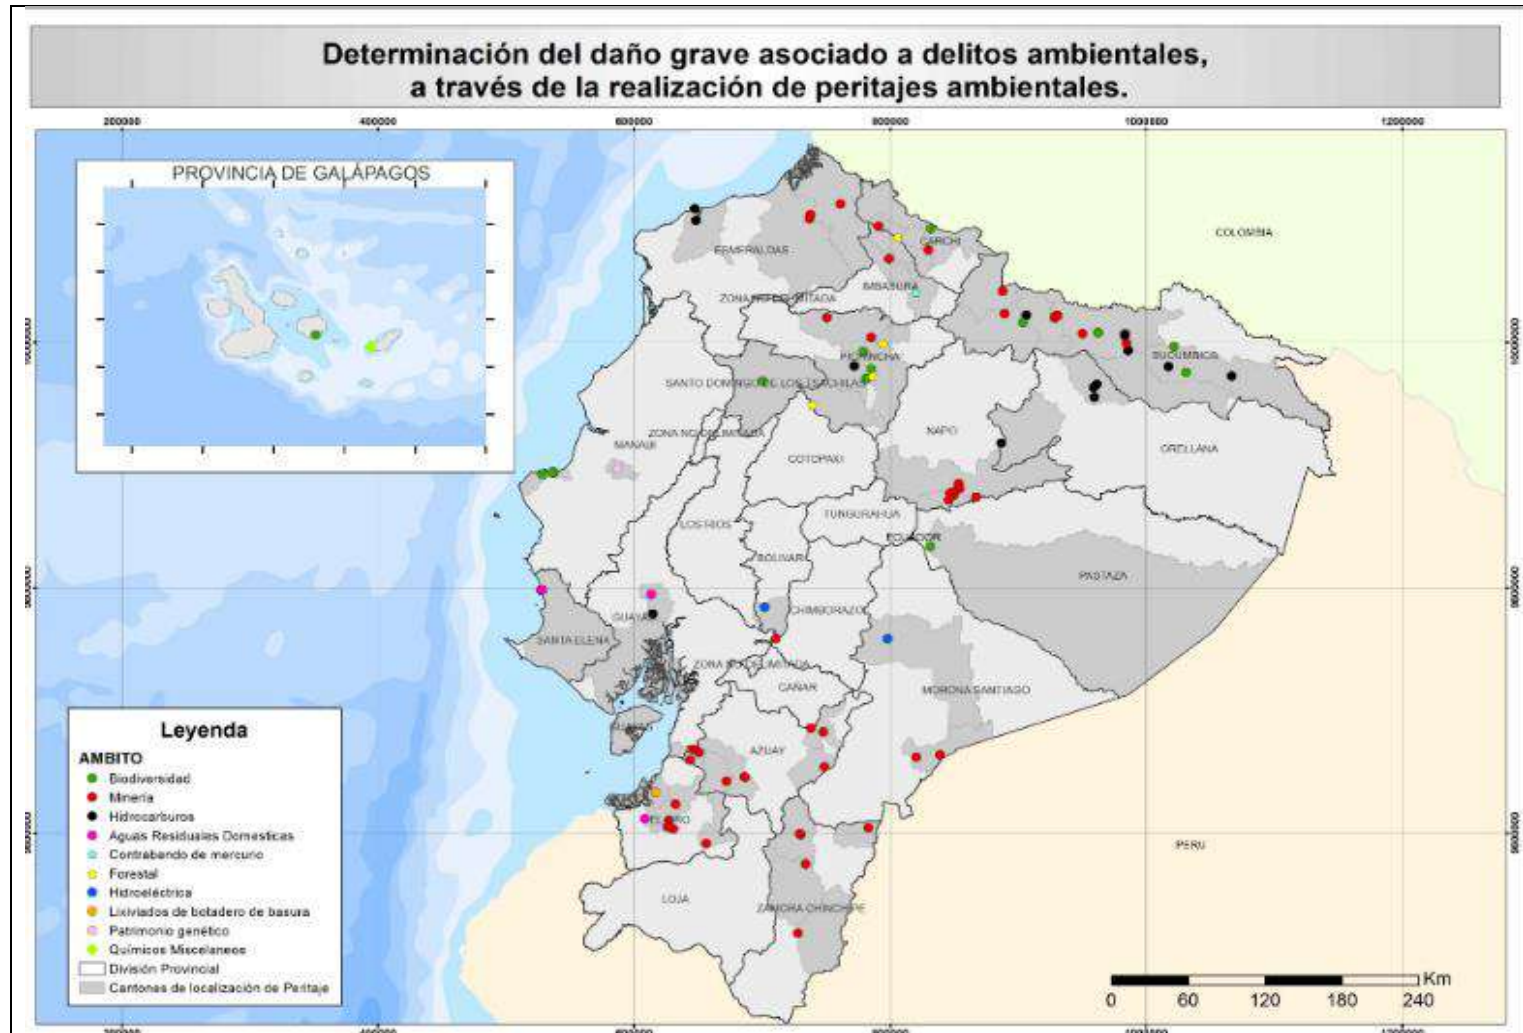 Determinación del daño grave asociado a delitos ambientales,
a través de la realización de peritajes ambientales.
200000 400000 600000 800000 1000000 1200000
PROVINCIA DE GALÁPAGOS
COLOMBIA
ESMERALDAS
CARCHI
IMBABURA
ZONA NO DELIMITADA
PICHINCHA
SUCUMBIOS
SANTO DOMINGO DE LOS TSACHILAS
ZONA NO DELIMITADA
MANABI
NAPO
ORELLANA
COTOPAXI
TUNGURAHUA
LOS RIOS
ECUADOR
BOLIVAR
PASTAZA
CHIMBORAZO
GUAYAS
SANTA ELENA
ZONA NO DELIMITADA
CAÑAR
MORONA SANTIAGO
AZUAY
EL ORO
PERU
LOJA
ZAMORA CHINCHIPE
Leyenda
AMBITO
Biodiversidad
Minería
Hidrocarburos
Aguas Residuales Domesticas
Contrabando de mercurio
Forestal
Hidroeléctrica
Lixiviados de botadero de basura
Patrimonio genético
Químicos Miscelaneos
División Provincial
Cantones de localización de Peritaje
Km
0 60 120 180 240